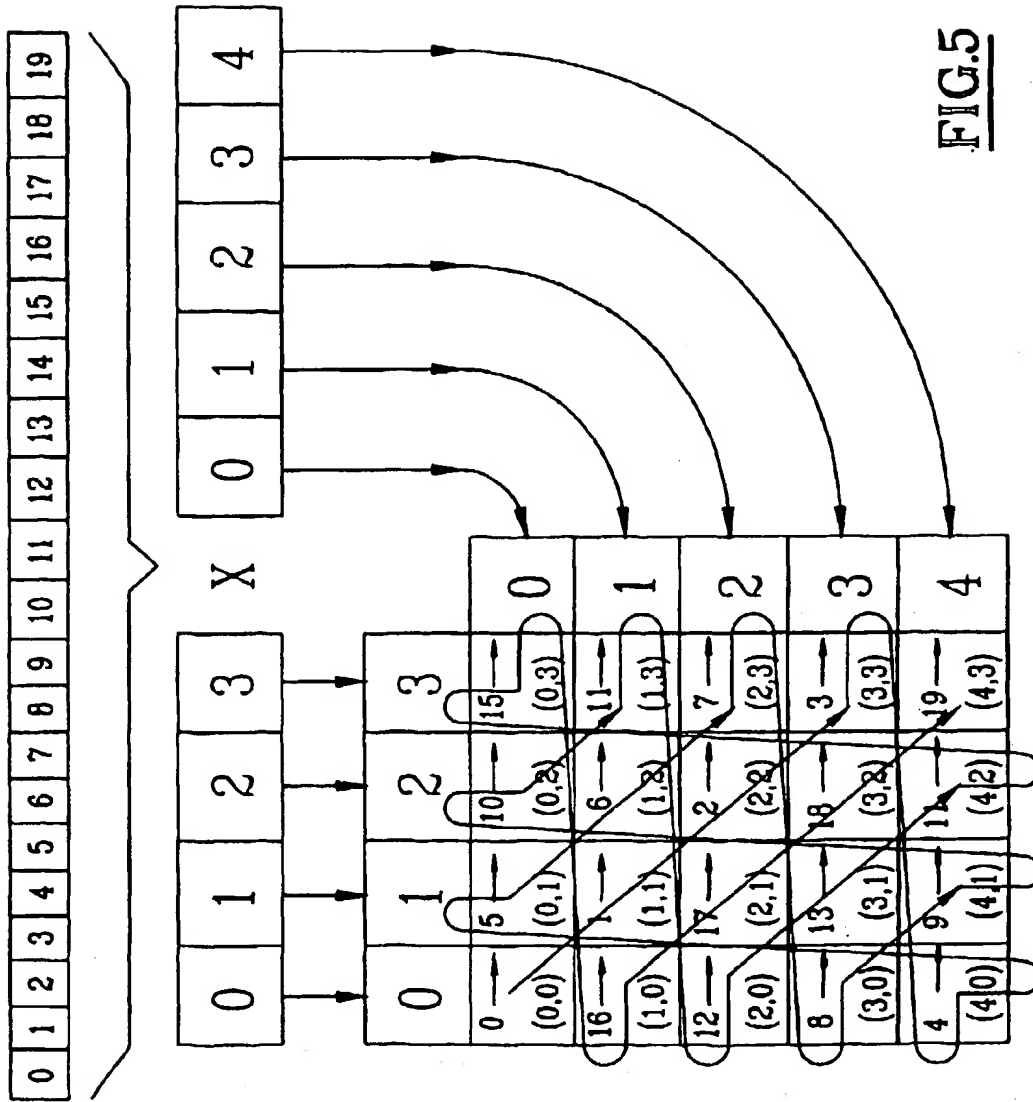 0 1 2 3 4 5 6 7 8 9 10 11 12 13 14 15 16 17 18 19
0 1 2 3 X 0 1 2 3 4
0 1 2 3
0 5 10 15 0
(0,0) (0,1) (0,2) (0,3)
16 1 6 11 1
(1,0) (1,1) (1,2) (1.3)
12 17 2 7 2
(2,0) (2,1) (2,2) (2,3)
8 13 18 3 3
(3,0) (3,1) (3,2) (3,3)
4 9 11 19 4
(4,0) (4,1) (4,2) (4,3)
FIG.5